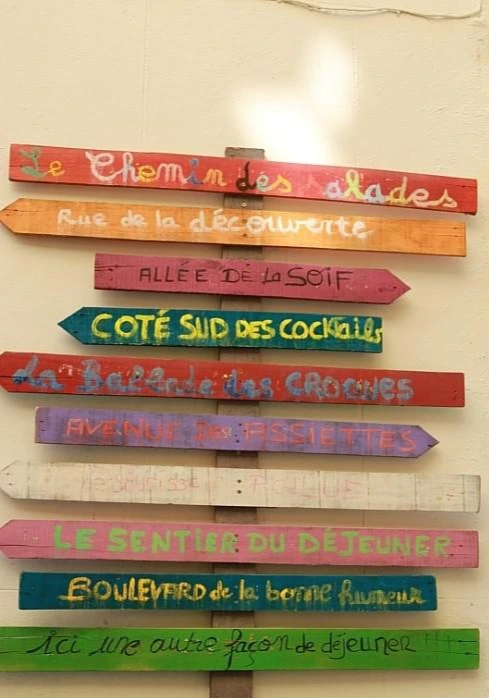 Le Chemin des salades
Rue de la découverte
ALLÉE DE La SOIF
COTÉ SUD DES COCKTails
La Balade des CROQUES
AVENUE Des ASSIETTES
LE SENTIER DU DÉJEUNER
BOULEVARD de la bonne humeur
ici une autre façon de déjeuner !!!